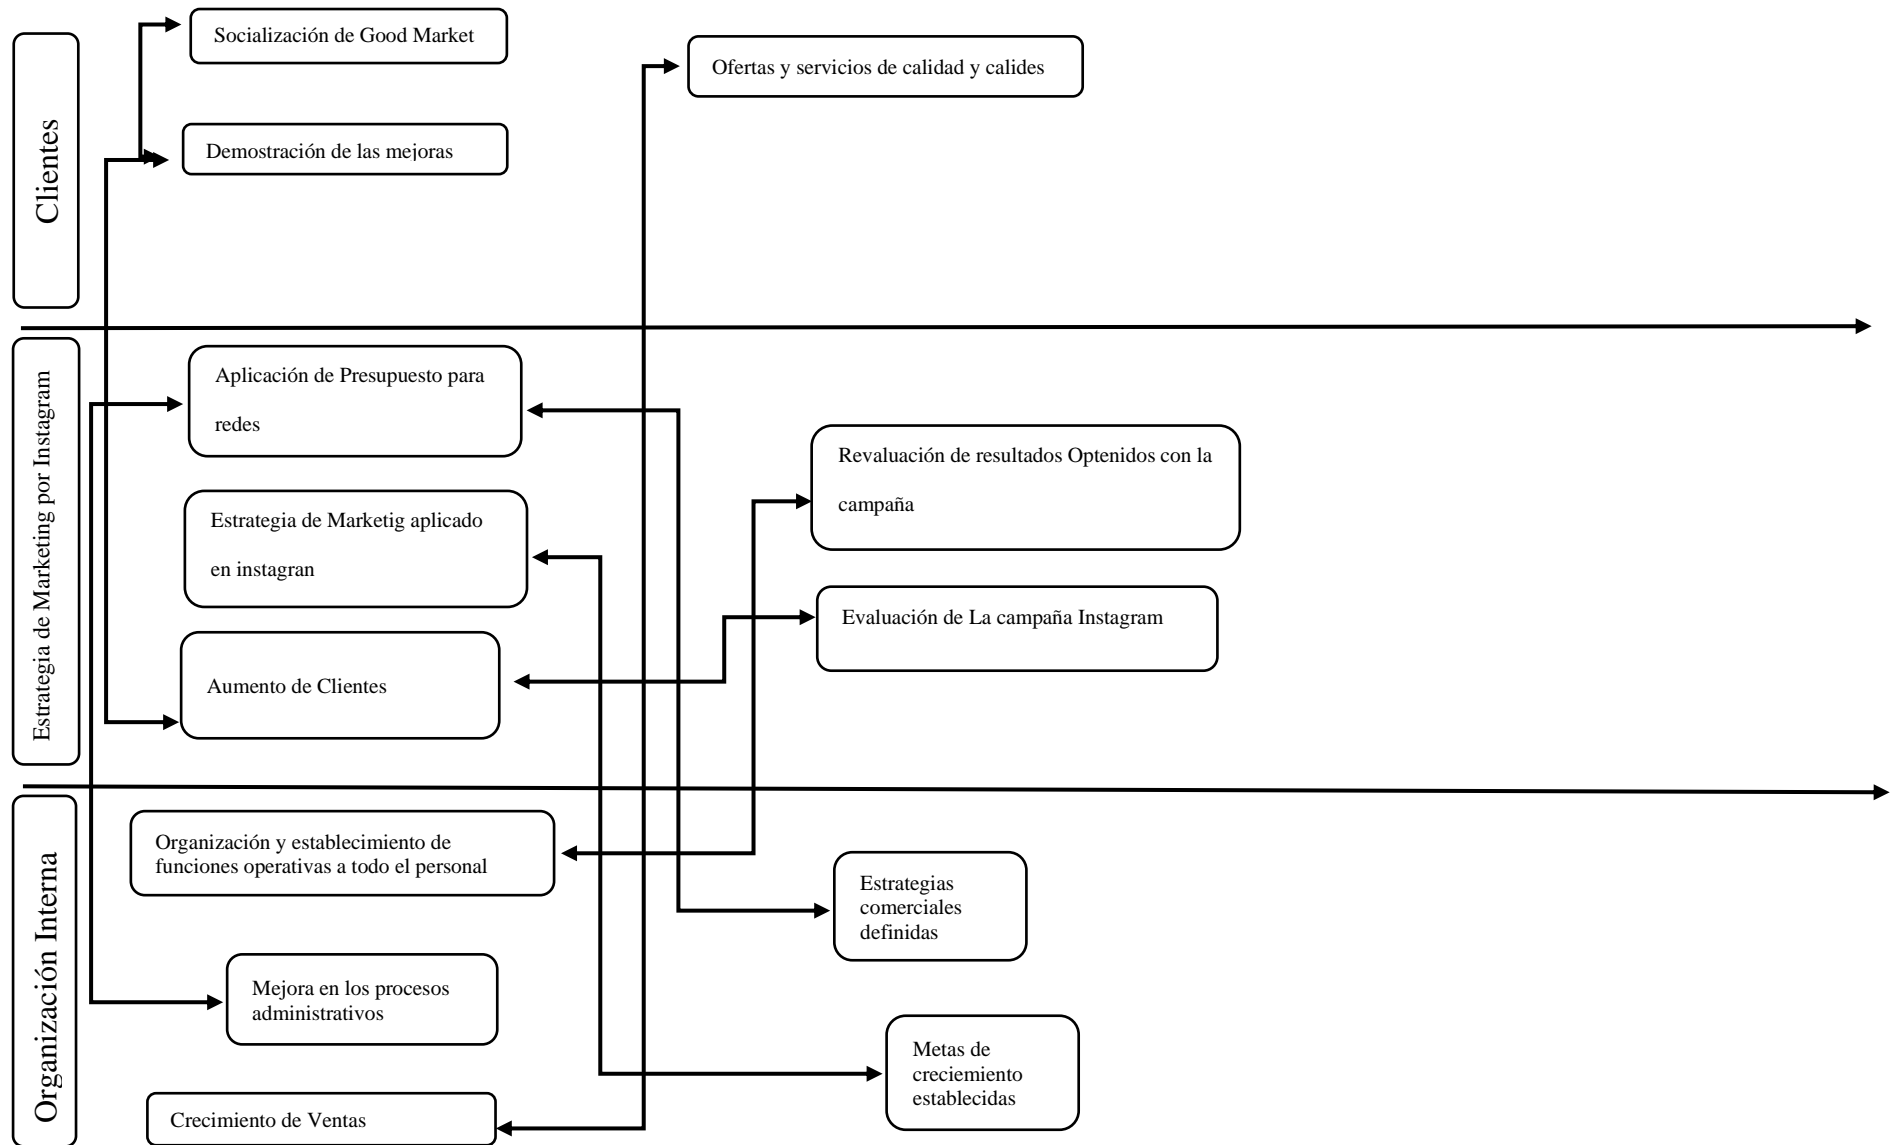 Clientes
Socialización de Good Market
Demostración de las mejoras
Ofertas y servicios de calidad y calides
Estrategia de Marketing por Instagram
Aplicación de Presupuesto para
redes
Estrategia de Marketig aplicado
en instagran
Aumento de Clientes
Revaluación de resultados Optenidos con la
campaña
Evaluación de La campaña Instagram
Organización Interna
Organización y establecimiento de
funciones operativas a todo el personal
Mejora en los procesos
administrativos
Crecimiento de Ventas
Estrategias
comerciales
definidas
Metas de
creciemiento
establecidas